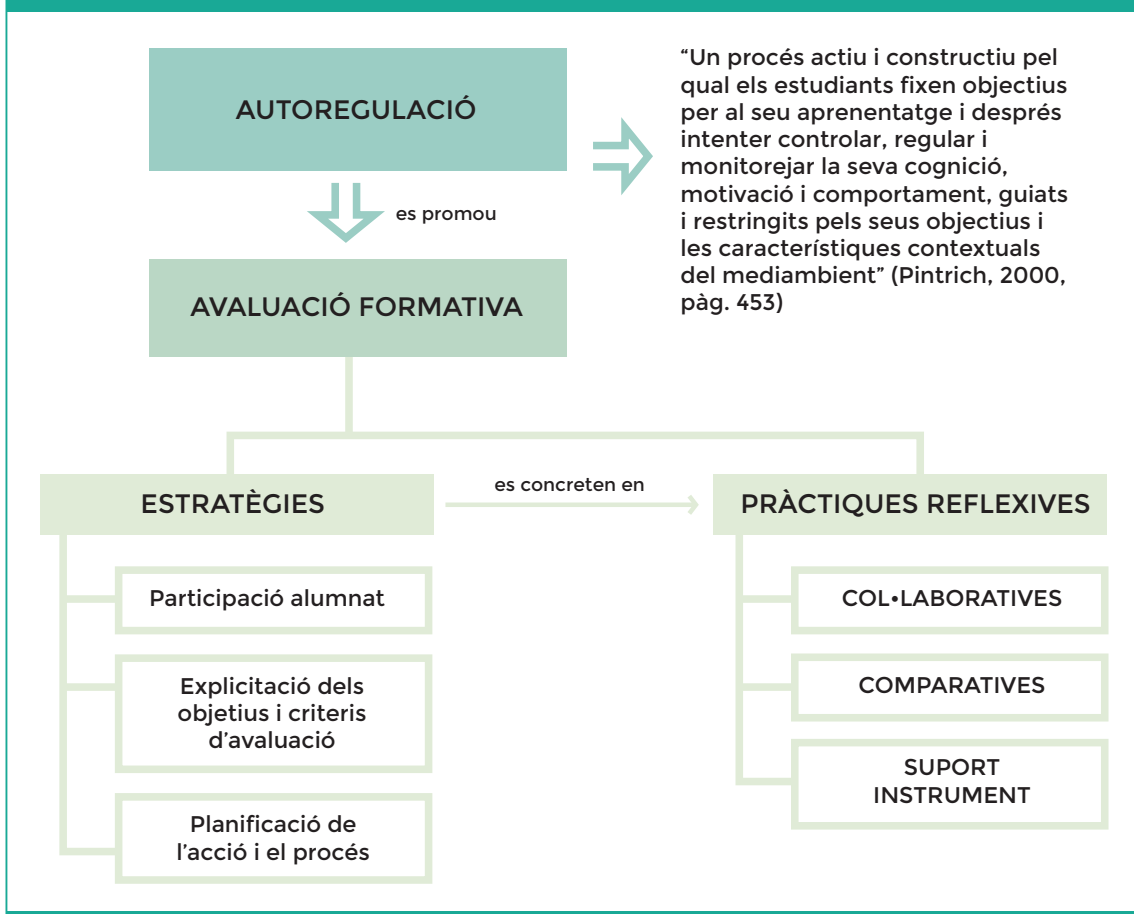 AUTOREGULACIÓ
“Un procés actiu i constructiu pel
qual els estudiants fixen objectius
per al seu aprenentatge i després
intenter controlar, regular i
monitorejar la seva cognició,
motivació i comportament, guiats
i restringits pels seus objectius i
les característiques contextuals
del mediambient” (Pintrich, 2000,
pàg. 453)
es promou
AVALUACIÓ FORMATIVA
ESTRATÈGIES
es concreten en
PRÀCTIQUES REFLEXIVES
Participació alumnat
Explicitació dels
objetius i criteris
d’avaluació
Planificació de
l’acció i el procés
COL•LABORATIVES
COMPARATIVES
SUPORT
INSTRUMENT